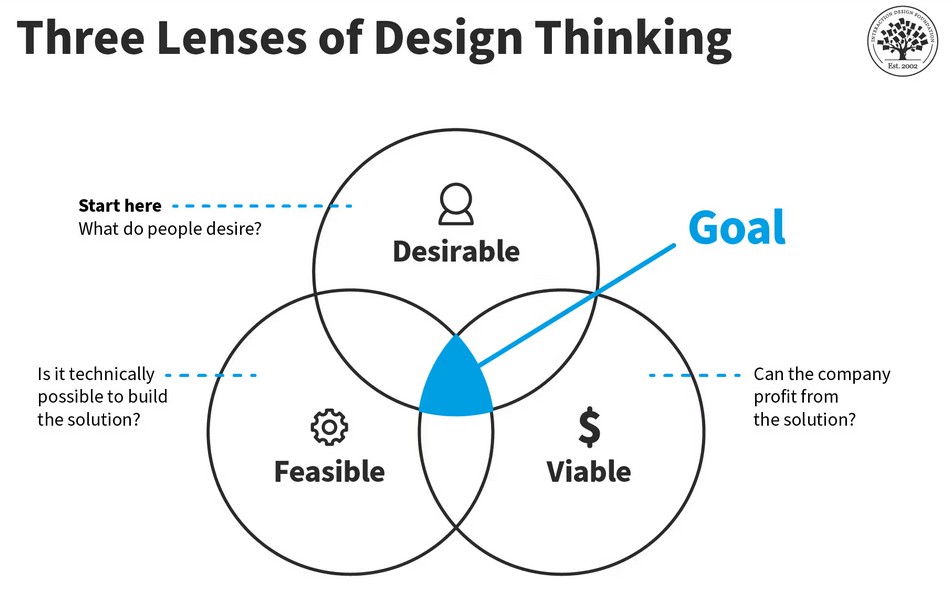 Three Lenses of Design Thinking
INTERACTION DESIGN FOUNDATION
Est. 2002
Start here
What do people desire?
Desirable
Goal
Is it technically
possible to build
the solution?
Can the company
profit from
the solution?
$
Feasible
Viable